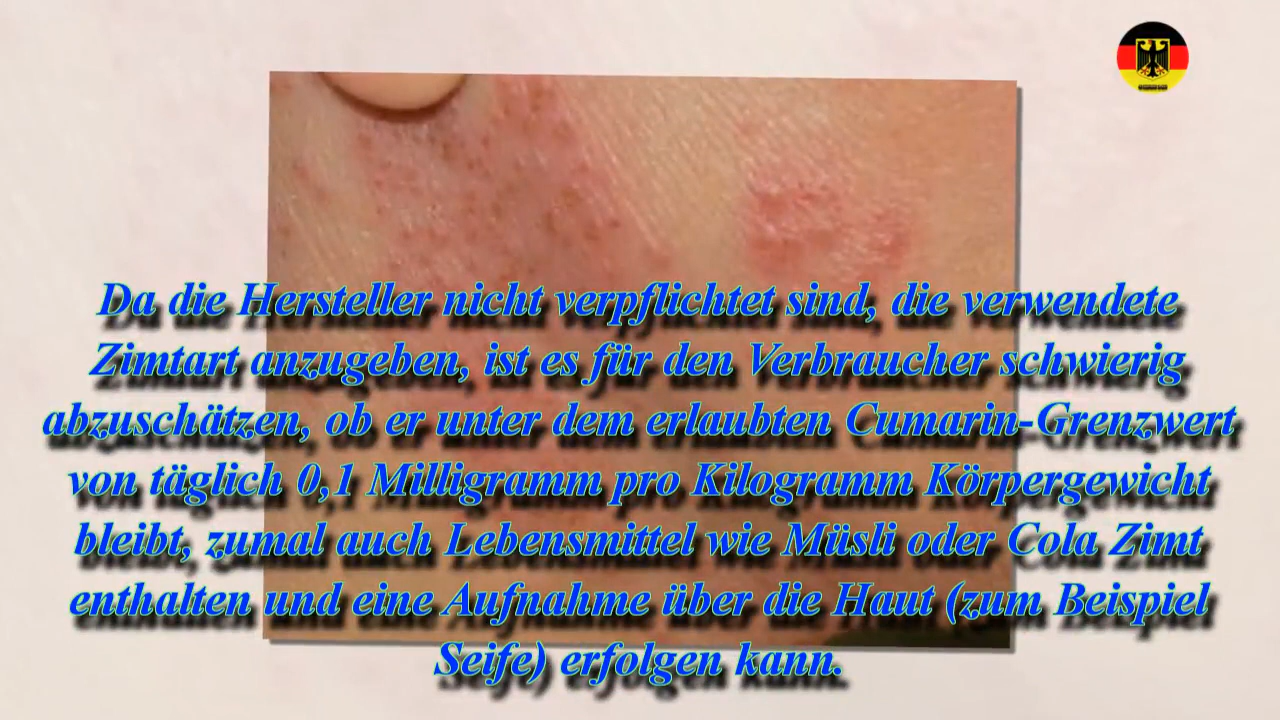 Da die Hersteller nicht verpflichtet sind, die verwendete
Zimtart anzugeben, ist es für den Verbraucher schwierig
abzuschätzen, ob er unter dem erlaubten Cumarin-Grenzwert
von täglich 0,1 Milligramm pro Kilogramm Körpergewicht
bleibt, zumal auch Lebensmittel wie Müsli oder Cola Zimt
enthalten und eine Aufnahme über die Haut (zum Beispiel
Seife) erfolgen kann.